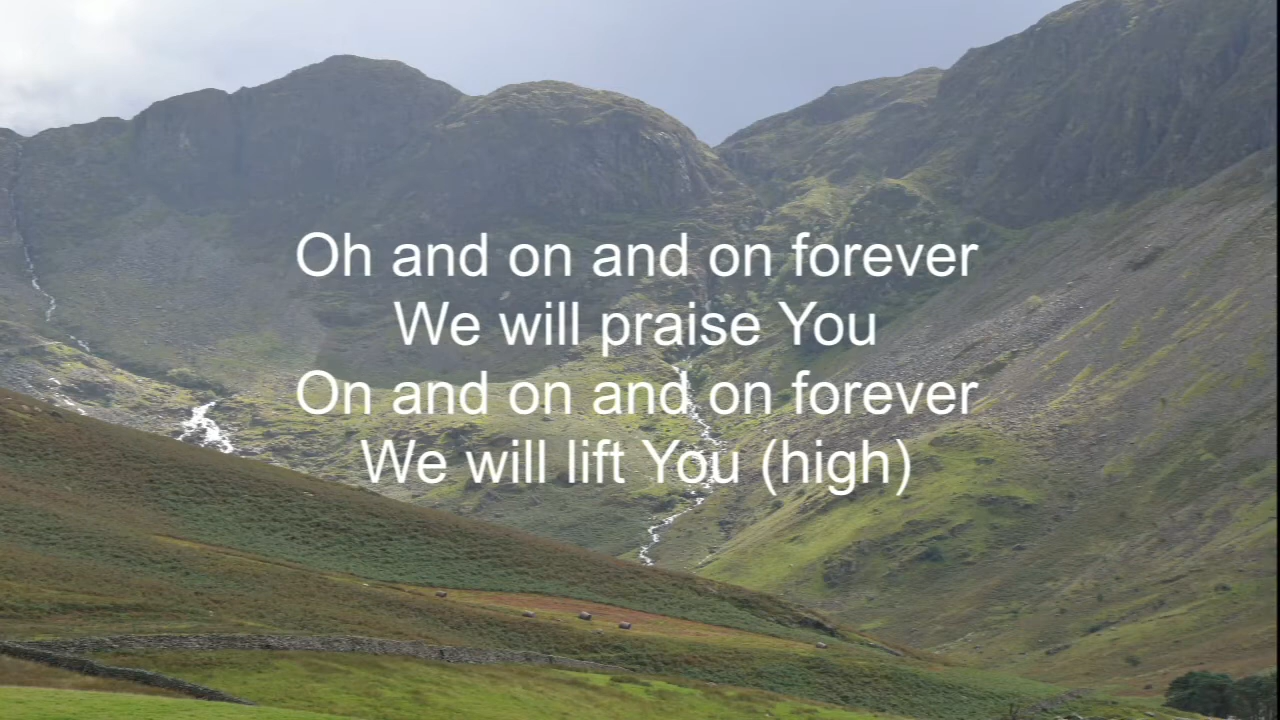 Oh and on and on forever
We will praise You
On and on and on forever
We will lift You (high)